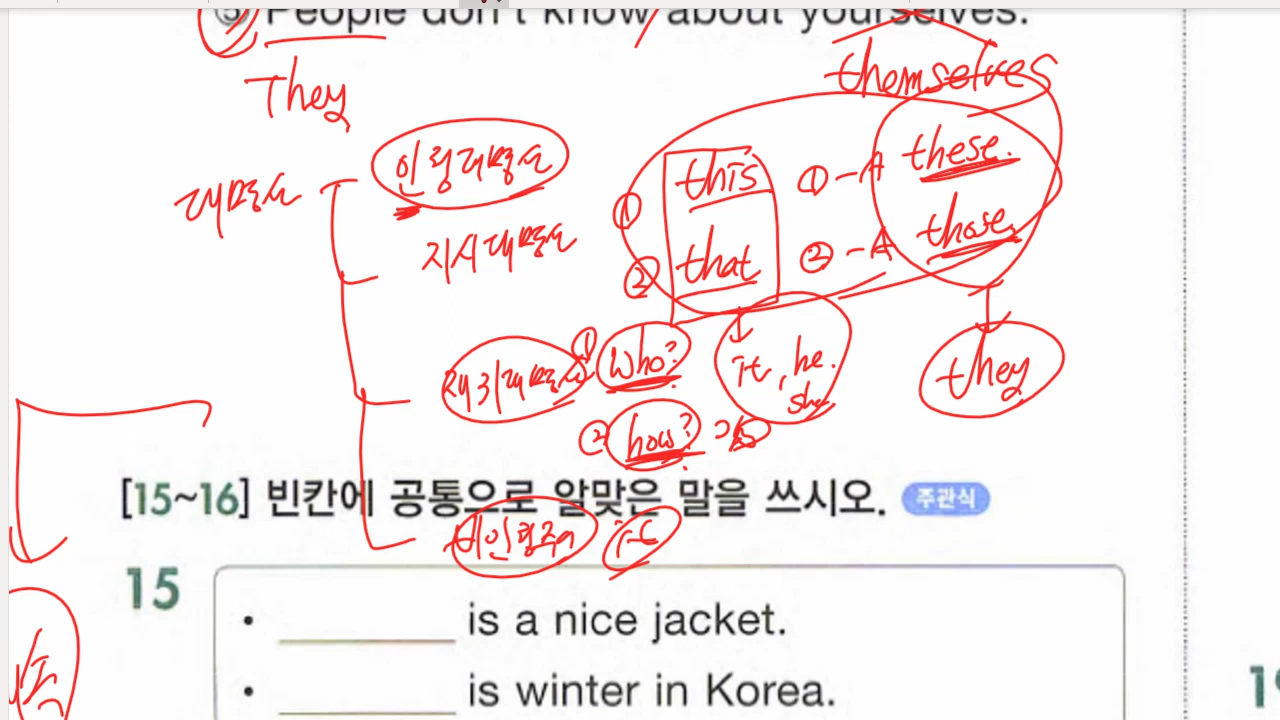 ⑤ People don't know about yourselves.
themselves
They
인칭대명사
this ①-A these.
대명사
① 
those
지시대명사
② that ②-A
재귀대명사 ① who? it, he. she they
② how?
[15~16] 빈칸에 공통으로 알맞은 말을 쓰시오. 주관식
비인칭주어 it
15
• ________ is a nice jacket.
• ________ is winter in Korea.